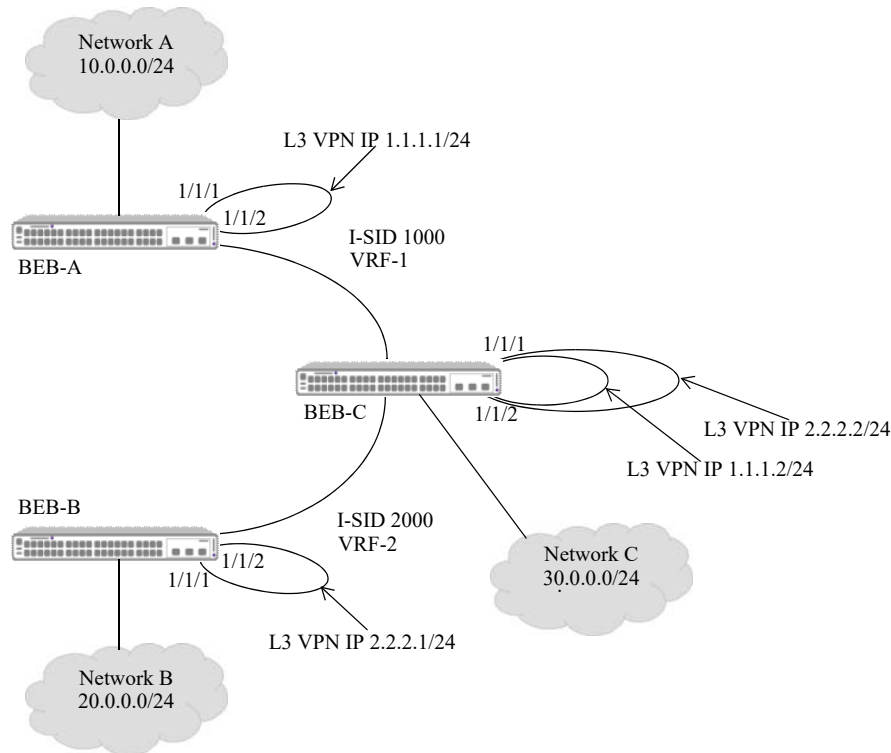 Network A
10.0.0.0/24
L3 VPN IP 1.1.1.1/24
1/1/1
1/1/2
BEB-A
I-SID 1000
VRF-1
1/1/1
BEB-C
1/1/2
L3 VPN IP 2.2.2.2/24
L3 VPN IP 1.1.1.2/24
BEB-B
I-SID 2000
VRF-2
1/1/2
1/1/1
Network C
30.0.0.0/24
L3 VPN IP 2.2.2.1/24
Network B
20.0.0.0/24